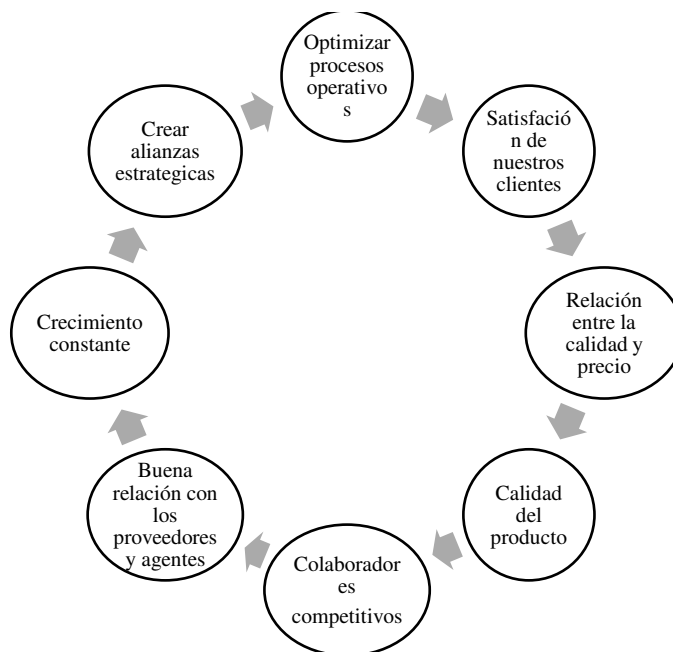 Optimizar
procesos
operativo
s
Satisfacció
n de
nuestros
clientes
Relación
entre la
calidad y
precio
Calidad
del
producto
Colaborador
es
competitivos
Buena
relación con
los
proveedores
y agentes
Crecimiento
constante
Crear
alianzas
estrategicas